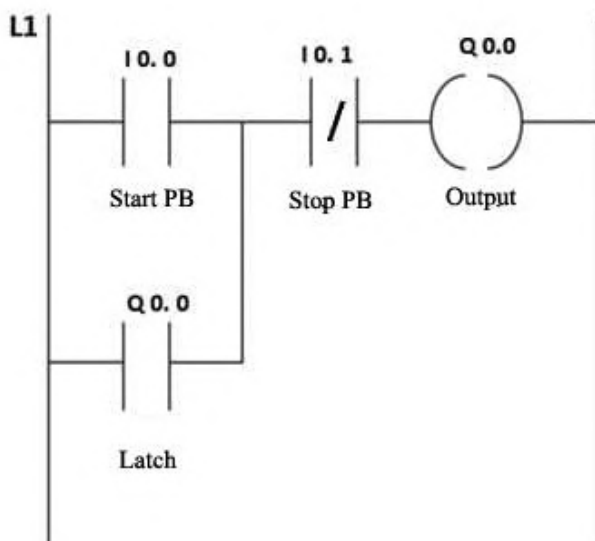 L1
I 0. 0
I 0. 1
Q 0.0
Start PB
Stop PB
Output
Q 0. 0
Latch